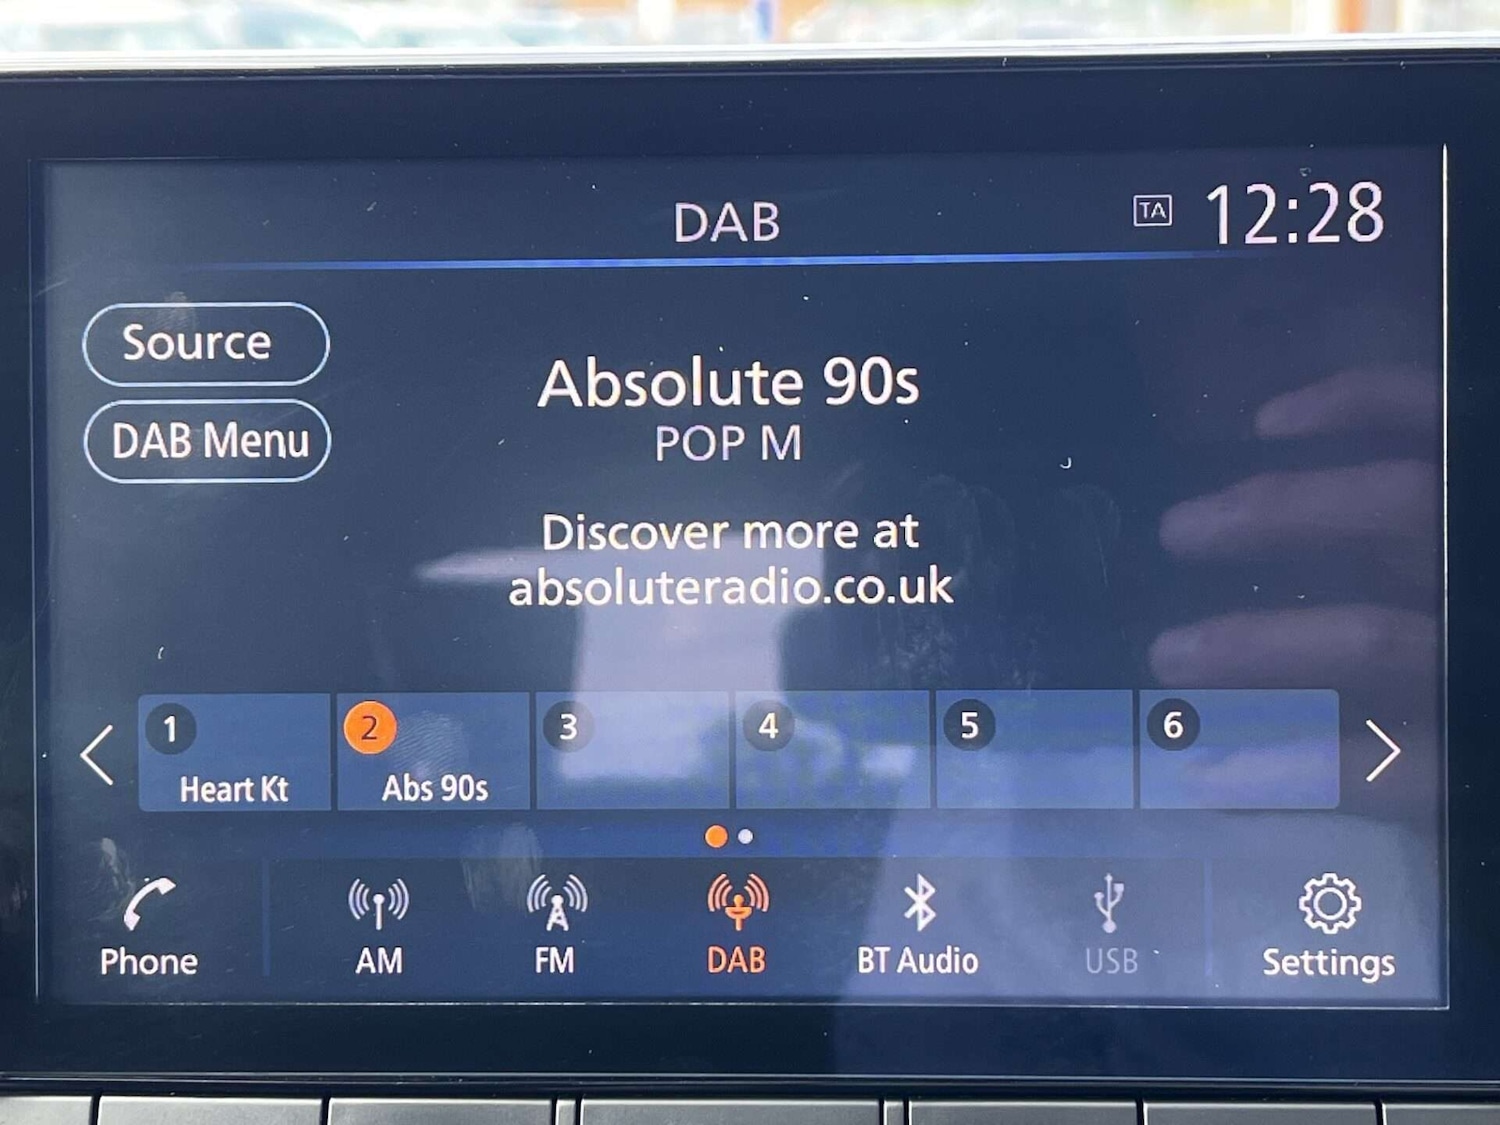 DAB
TA 12:28
Source
DAB Menu
Absolute 90s
POP M
Discover more at
absoluteradio.co.uk
1 2 3 4 5 6
Heart Kt Abs 90s
Phone AM FM DAB BT Audio USB Settings